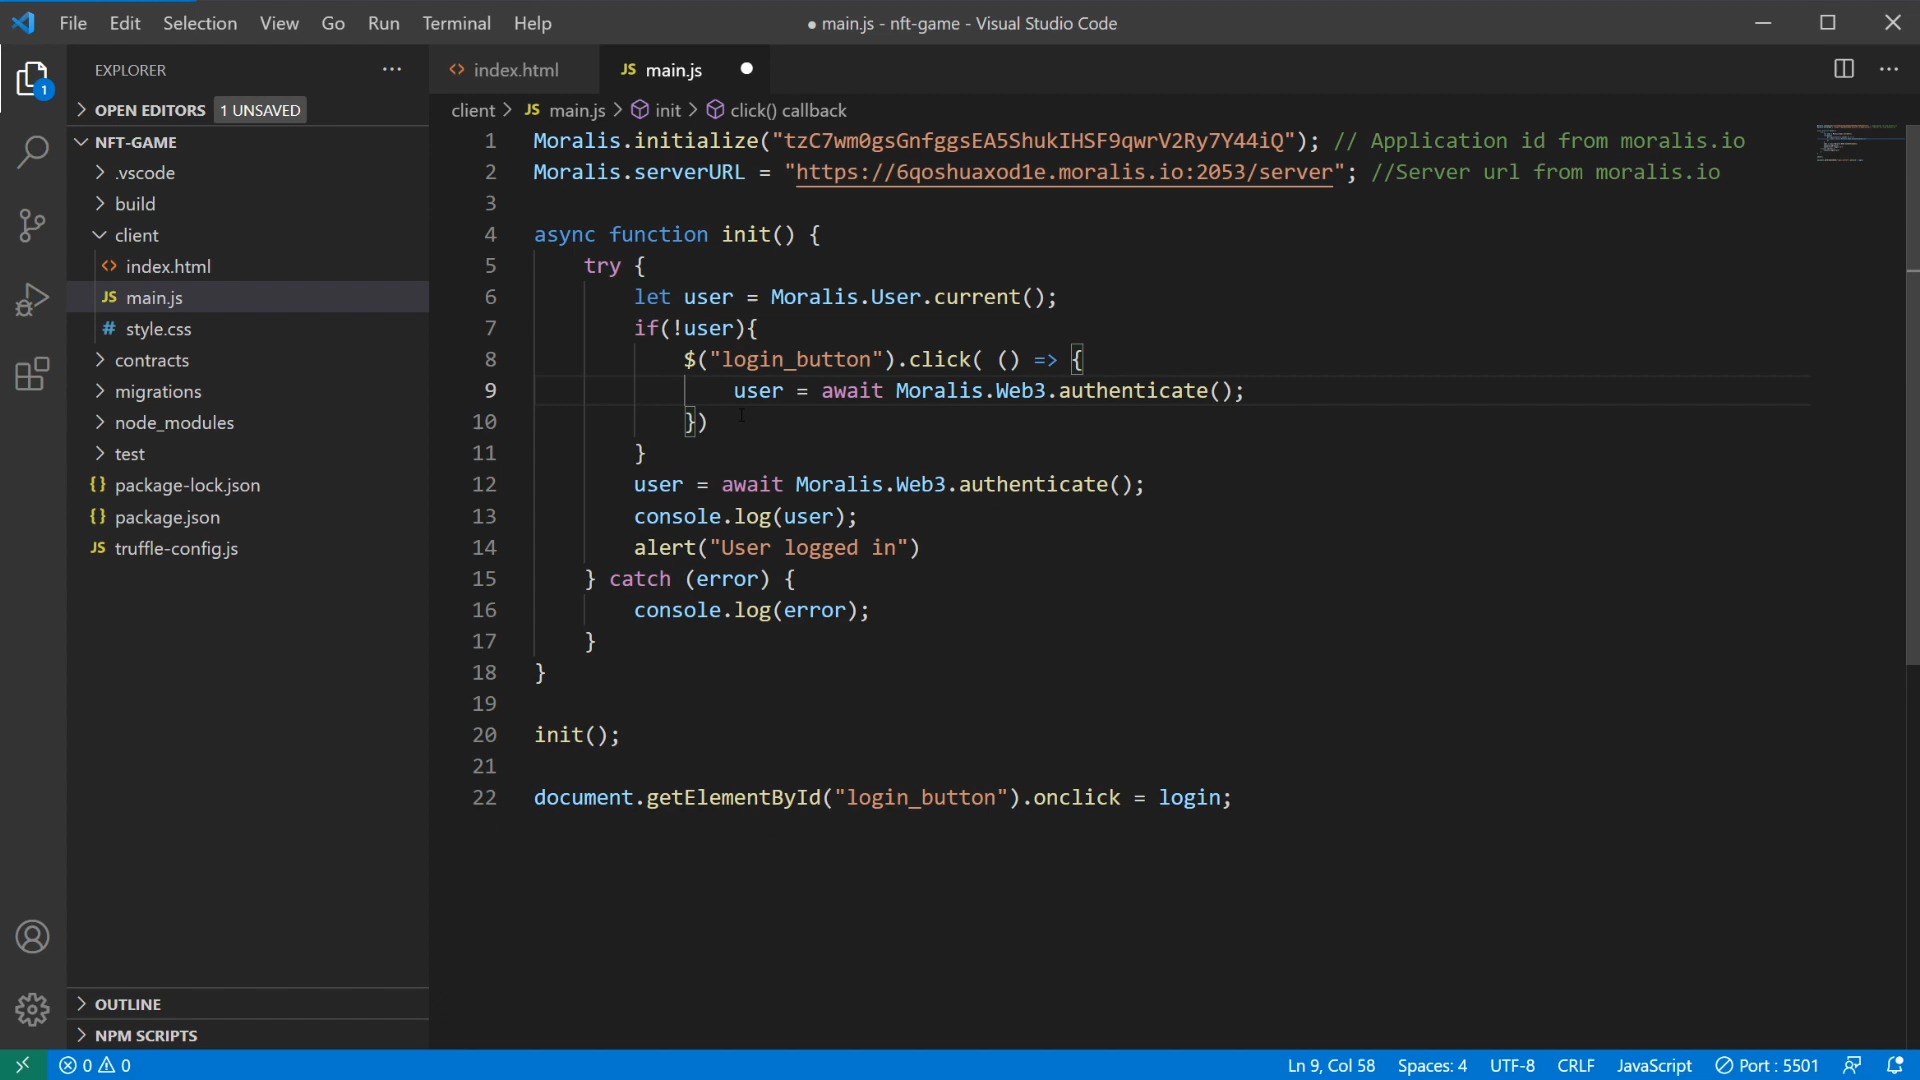 File Edit Selection View Go Run Terminal Help
● main.js - nft-game - Visual Studio Code
EXPLORER
OPEN EDITORS 1 UNSAVED
NFT-GAME
.vscode
build
client
index.html
main.js
style.css
contracts
migrations
node_modules
test
package-lock.json
package.json
truffle-config.js
OUTLINE
NPM SCRIPTS
1
<> index.html JS main.js ●
client > JS main.js > init > click() callback
1 Moralis.initialize("tzC7wm0gsGnfggsEA5ShukIHSF9qwrV2Ry7Y44iQ"); // Application id from moralis.io
2 Moralis.serverURL = "https://6qoshuaxod1e.moralis.io:2053/server"; //Server url from moralis.io
3
4 async function init() {
5     try {
6         let user = Moralis.User.current();
7         if(!user){
8             $("login_button").click( () => {
9                 user = await Moralis.Web3.authenticate();
10             })
11         }
12         user = await Moralis.Web3.authenticate();
13         console.log(user);
14         alert("User logged in")
15     } catch (error) {
16         console.log(error);
17     }
18 }
19
20 init();
21
22 document.getElementById("login_button").onclick = login;
0 0
Ln 9, Col 58 Spaces: 4 UTF-8 CRLF JavaScript Port : 5501